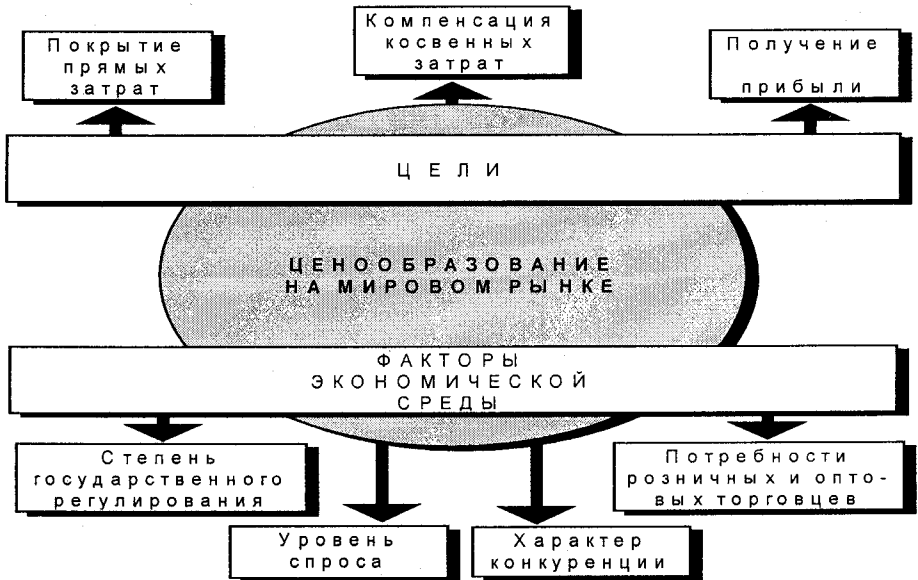 Покрытие
прямых
затрат
Компенсация
косвенных
затрат
Получение
прибыли
ЦЕЛИ
ЦЕНООБРАЗОВАНИЕ
НА МИРОВОМ РЫНКЕ
ФАКТОРЫ
ЭКОНОМИЧЕСКОЙ
СРЕДЫ
Степень
государственного
регулирования
Потребности
розничных и опто-
вых торговцев
Уровень
спроса
Характер
конкуренции